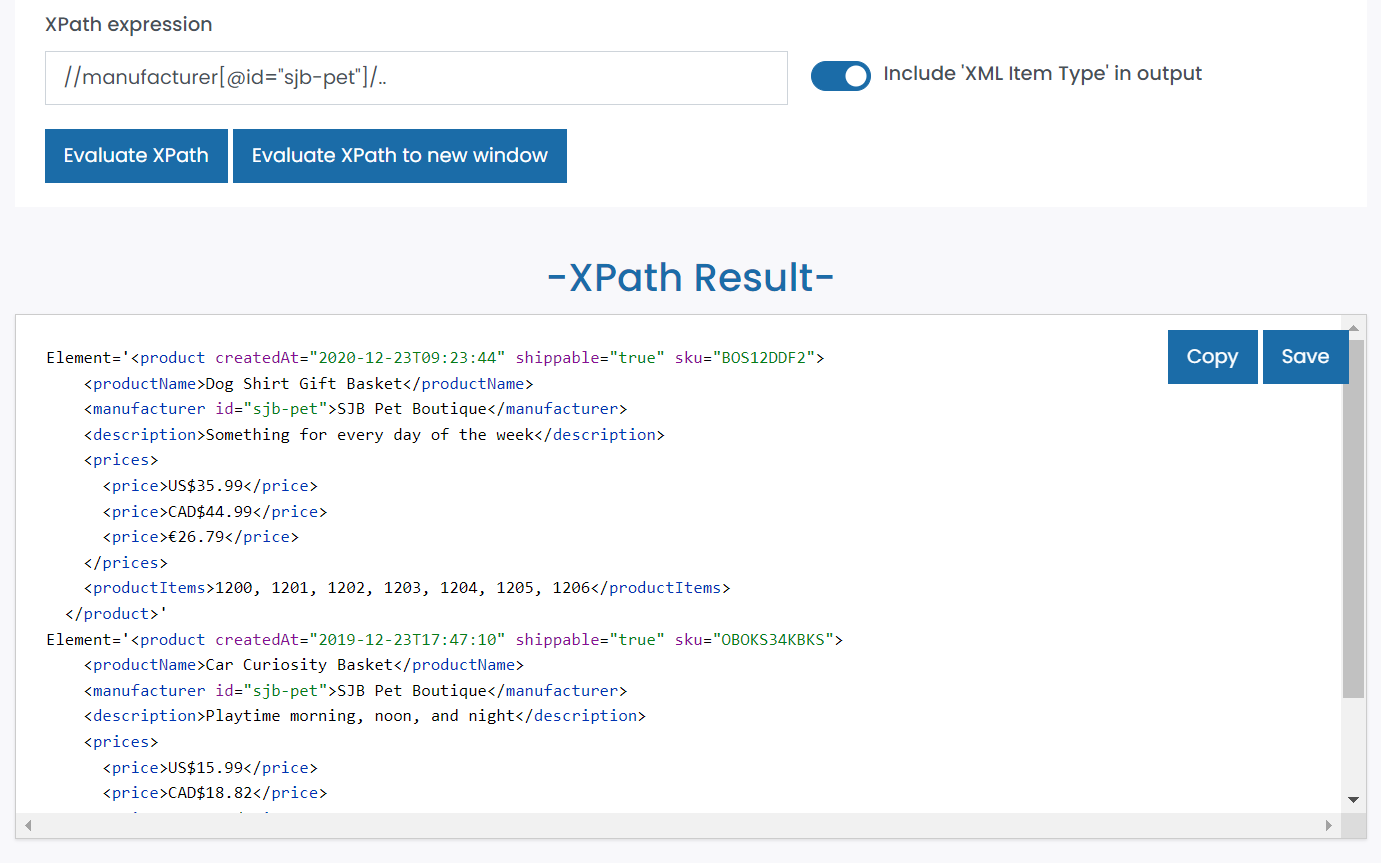 XPath expression
//manufacturer[@id="sjb-pet"]/..
Include 'XML Item Type' in output
Evaluate XPath
Evaluate XPath to new window
-XPath Result-
Copy
Save
Element='<product createdAt="2020-12-23T09:23:44" shippable="true" sku="BOS12DDF2">
<productName>Dog Shirt Gift Basket</productName>
<manufacturer id="sjb-pet">SJB Pet Boutique</manufacturer>
<description>Something for every day of the week</description>
<prices>
<price>US$35.99</price>
<price>CAD$44.99</price>
<price>€26.79</price>
</prices>
<productItems>1200, 1201, 1202, 1203, 1204, 1205, 1206</productItems>
</product>'
Element='<product createdAt="2019-12-23T17:47:10" shippable="true" sku="OBOKS34KBKS">
<productName>Car Curiosity Basket</productName>
<manufacturer id="sjb-pet">SJB Pet Boutique</manufacturer>
<description>Playtime morning, noon, and night</description>
<prices>
<price>US$15.99</price>
<price>CAD$18.82</price>